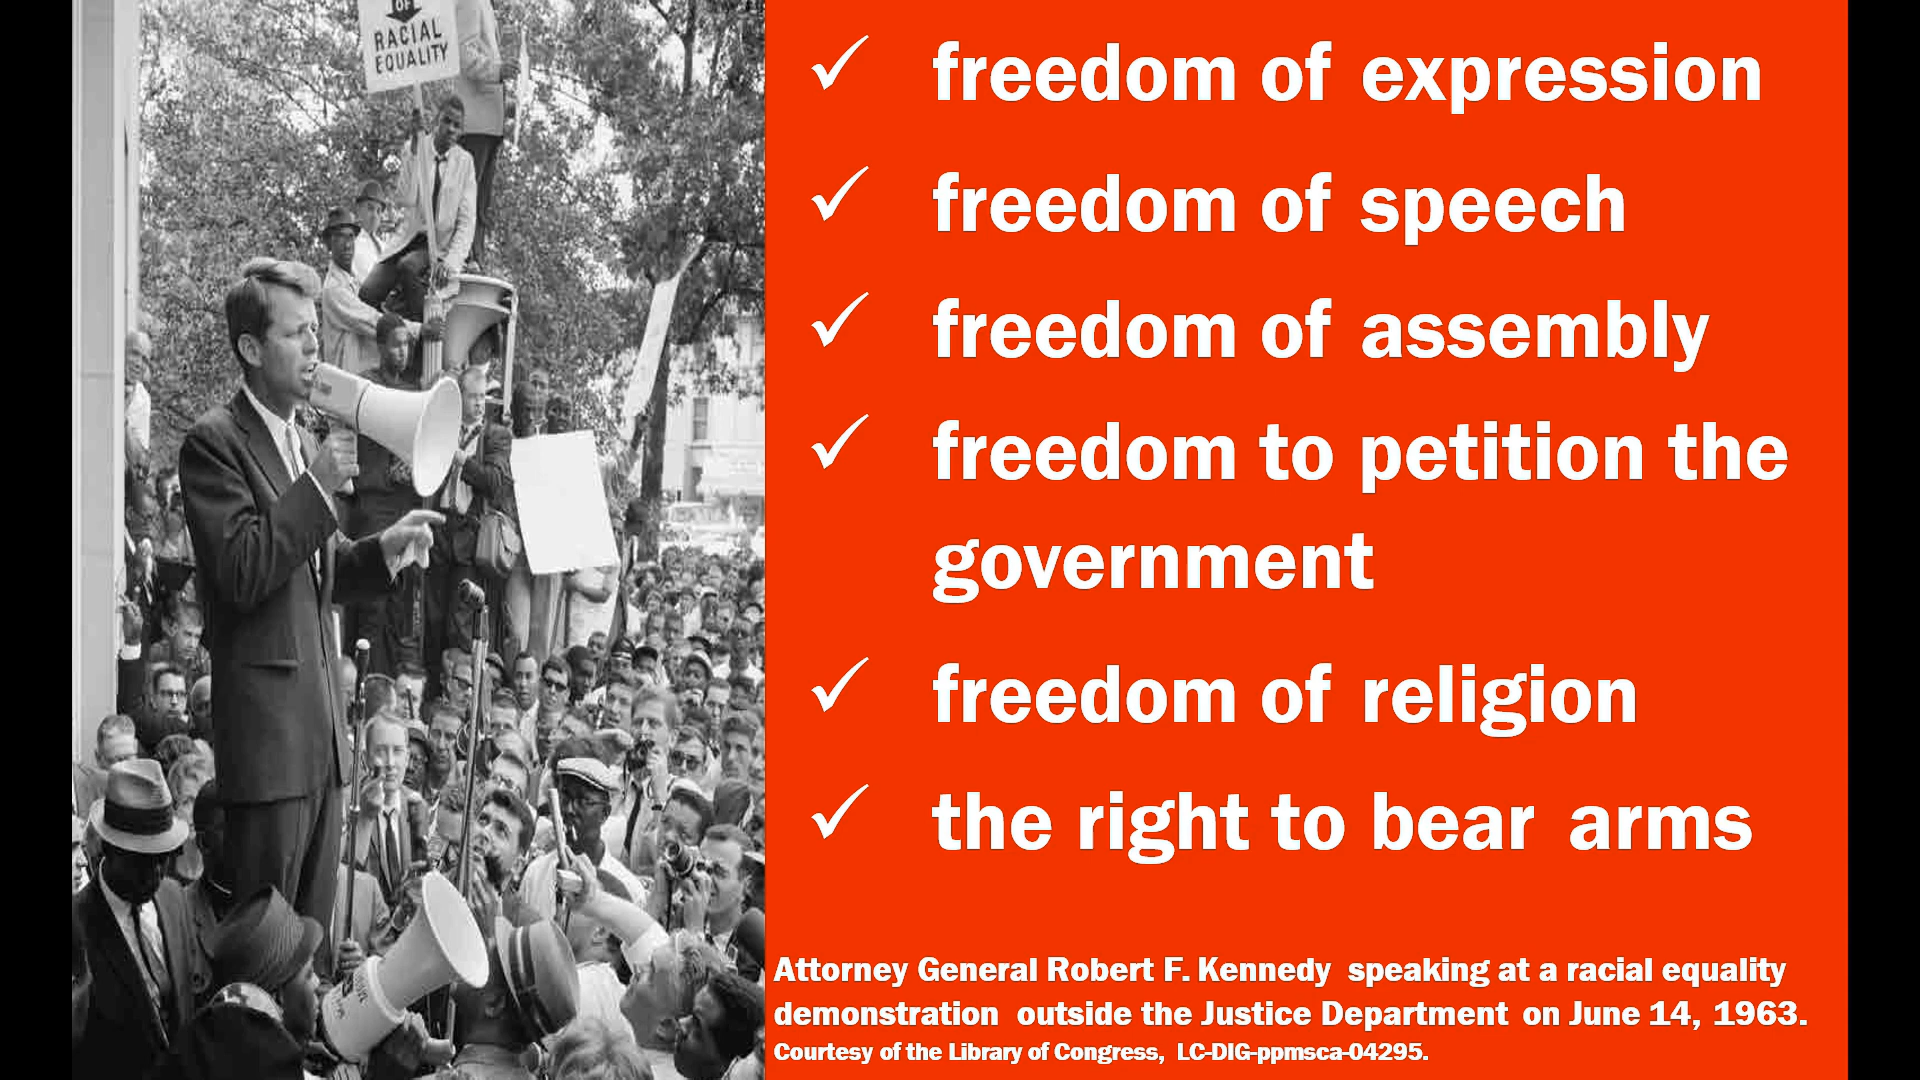 OF
RACIAL
EQUALITY
freedom of expression
freedom of speech
freedom of assembly
freedom to petition the
government
freedom of religion
the right to bear arms
Attorney General Robert F. Kennedy speaking at a racial equality
demonstration outside the Justice Department on June 14, 1963.
Courtesy of the Library of Congress, LC-DIG-ppmsca-04295.